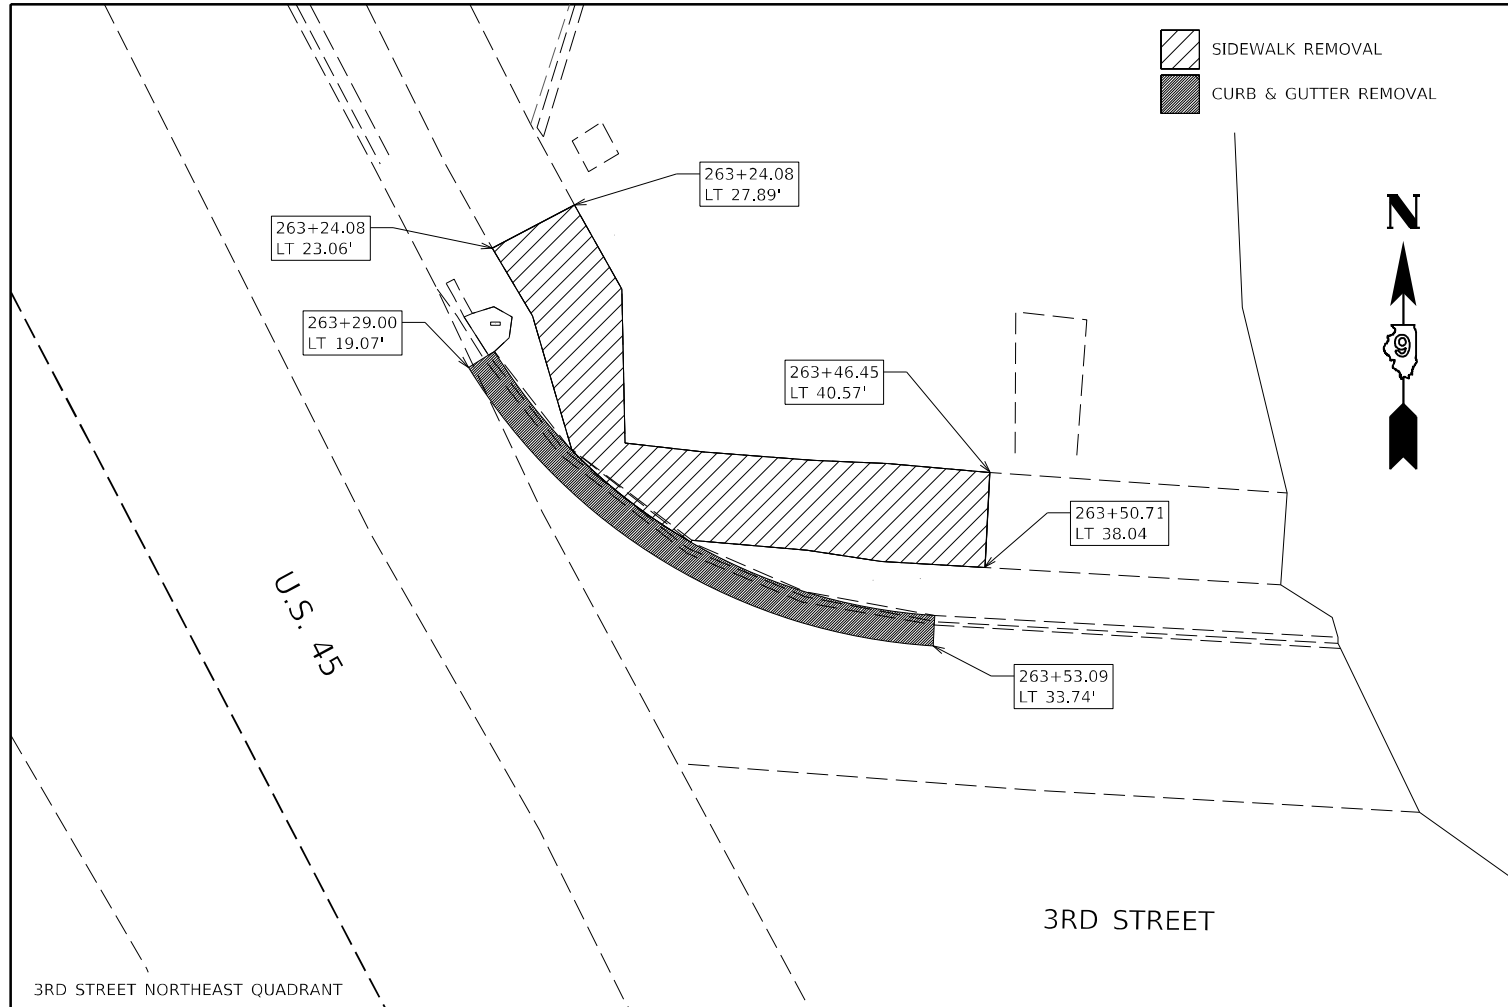 SIDEWALK REMOVAL
CURB & GUTTER REMOVAL
263+24.08
LT 27.89'
263+24.08
LT 23.06'
N
263+29.00
LT 19.07'
9
263+46.45
LT 40.57'
263+50.71
LT 38.04
U.S. 45
263+53.09
LT 33.74'
3RD STREET
3RD STREET NORTHEAST QUADRANT